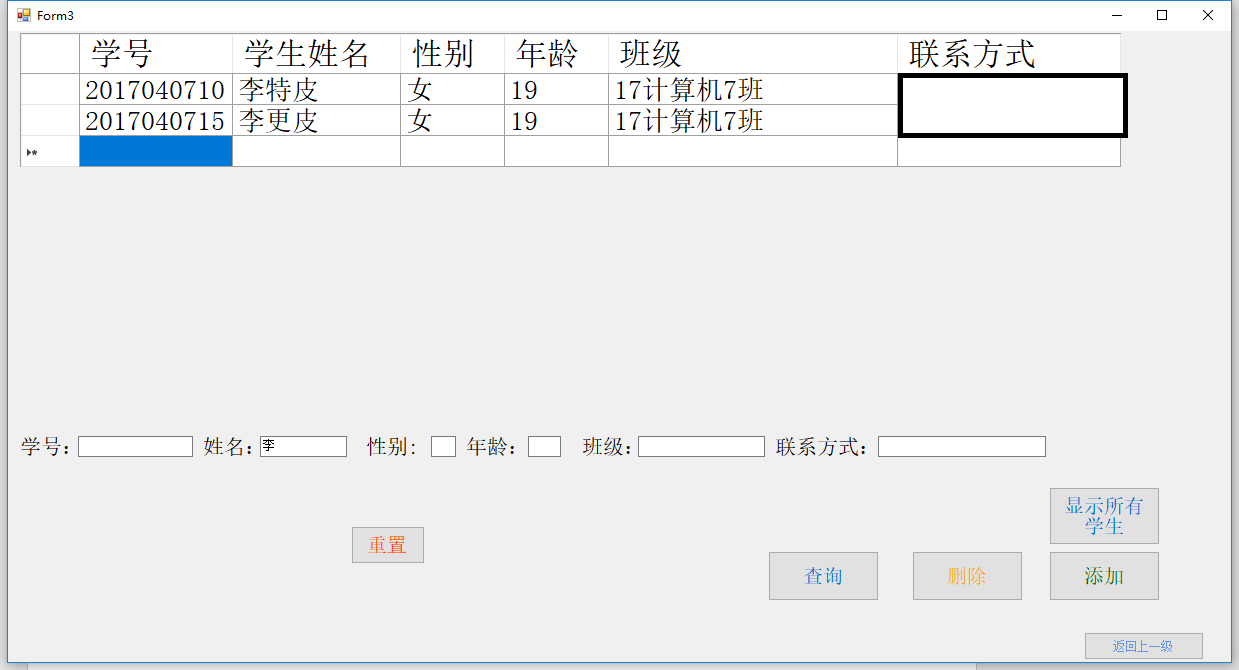 Form3
学号 学生姓名 性别 年龄 班级 联系方式
2017040710 李特皮 女 19 17计算机7班
2017040715 李更皮 女 19 17计算机7班
学号： 姓名：李 性别： 年龄： 班级： 联系方式：
显示所有
学生
重置
查询 删除 添加
返回上一级